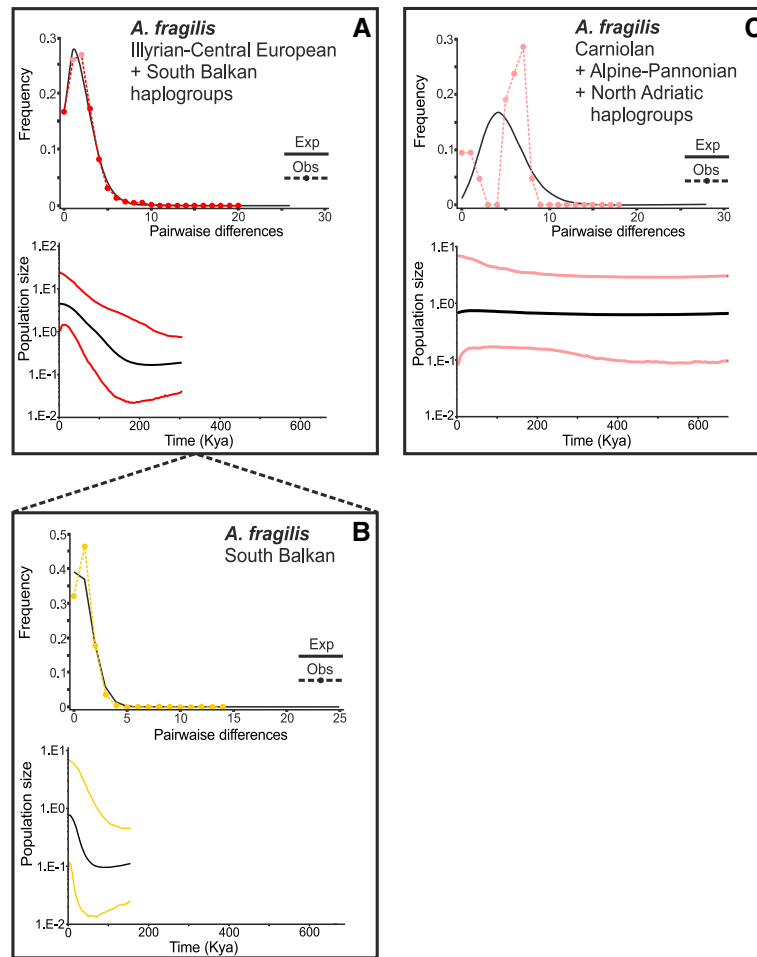 A
A. fragilis
Illyrian-Central European
+ South Balkan
haplogroups
Frequency
0.3
0.2
0.1
0
Exp
Obs
0 10 20 30
Pairwaise differences
Population size
1.E2
1.E1
1.E0
1.E-1
1.E-2
0 200 400 600
Time (Kya)
C
A. fragilis
Carniolan
+ Alpine-Pannonian
+ North Adriatic
haplogroups
Frequency
0.3
0.2
0.1
0
Exp
Obs
0 10 20 30
Pairwaise differences
Population size
1.E2
1.E1
1.E0
1.E-1
1.E-2
0 200 400 600
Time (Kya)
B
A. fragilis
South Balkan
Frequency
0.5
0.4
0.3
0.2
0.1
0
Exp
Obs
0 5 10 15 20 25
Pairwaise differences
Population size
1.E1
1.E0
1.E-1
1.E-2
0 200 400 600
Time (Kya)